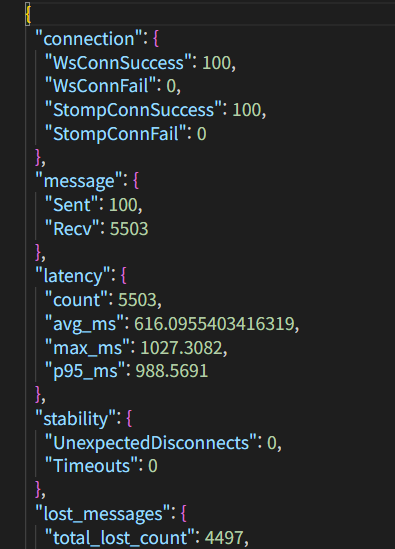 {
"connection": {
"WsConnSuccess": 100,
"WsConnFail": 0,
"StompConnSuccess": 100,
"StompConnFail": 0
},
"message": {
"Sent": 100,
"Recv": 5503
},
"latency": {
"count": 5503,
"avg_ms": 616.0955403416319,
"max_ms": 1027.3082,
"p95_ms": 988.5691
},
"stability": {
"UnexpectedDisconnects": 0,
"Timeouts": 0
},
"lost_messages": {
"total_lost_count": 4497,